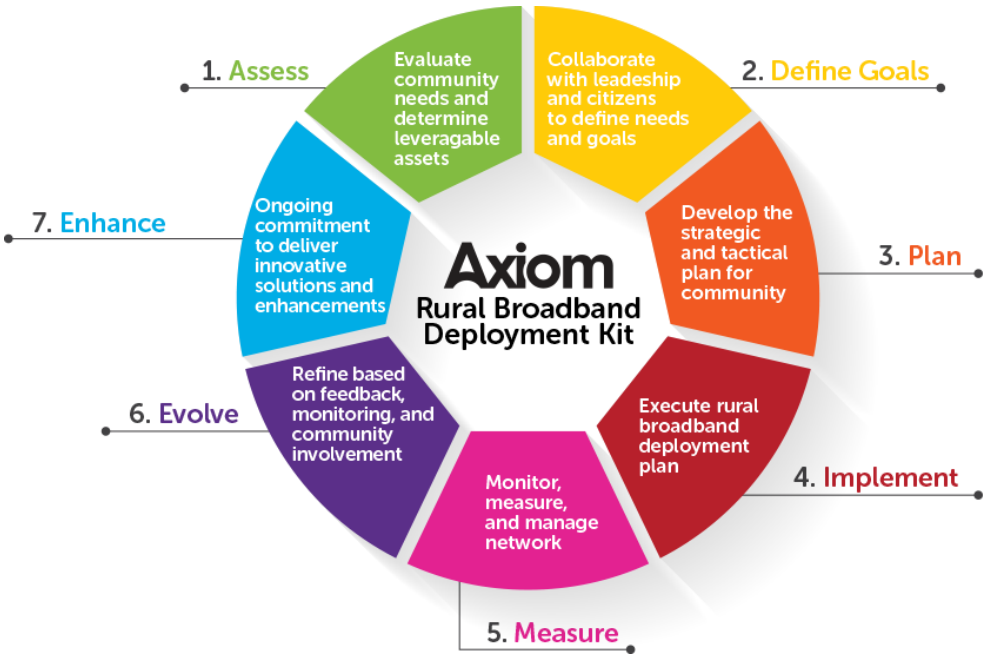 1. Assess
Evaluate
community
needs and
determine
leveragable
assets
2. Define Goals
Collaborate
with leadeship
and citizens
to define needs
and goals
3. Plan
Develop the
strategic
and tactical
plan for
community
4. Implement
Execute rural
broadband
deployment
plan
5. Measure
Monitor,
measure,
and manage
network
6. Evolve
Refine based
on feedback,
monitoring, and
community
involvement
7. Enhance
Ongoing
commitment
to deliver
innovative
solutions and
enhancements
Axiom
Rural Broadband
Deployment Kit